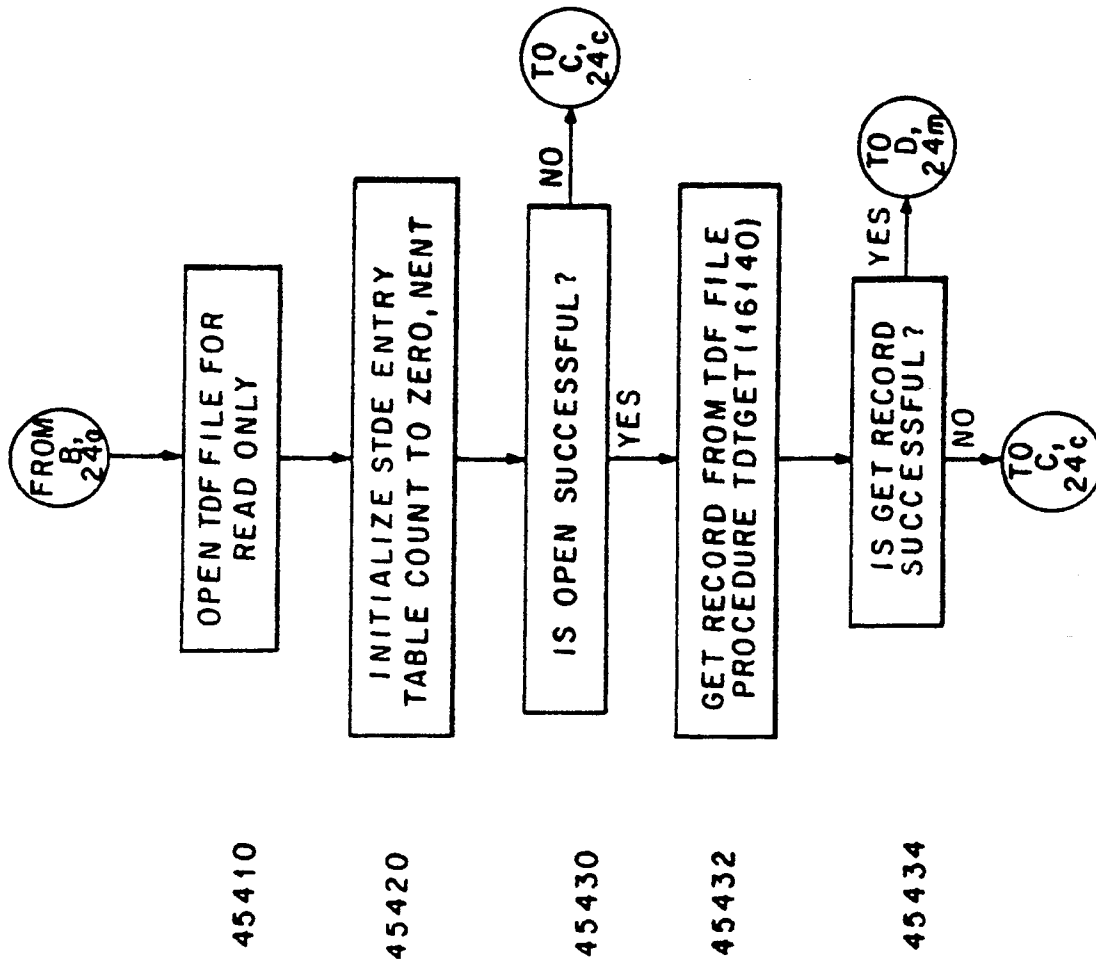 FROM
B,
24a
45410
OPEN TDF FILE FOR
READ ONLY
45420
INITIALIZE STDE ENTRY
TABLE COUNT TO ZERO, NENT
45430
IS OPEN SUCCESSFUL?
NO
TO
C,
24c
YES
45432
GET RECORD FROM TDF FILE
PROCEDURE TDTGET (16140)
45434
IS GET RECORD
SUCCESSFUL?
YES
TO
D,
24m
NO
TO
C,
24c